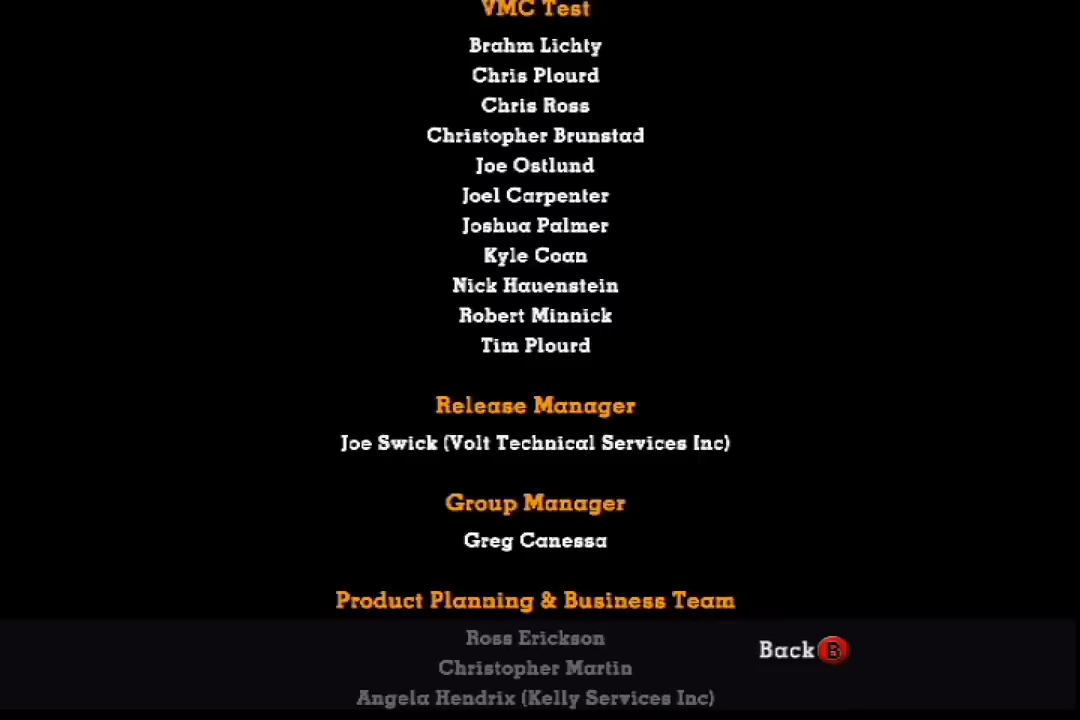 VMC Test
Brahm Lichty
Chris Plourd
Chris Ross
Christopher Brunstad
Joe Ostlund
Joel Carpenter
Joshua Palmer
Kyle Coan
Nick Hauenstein
Robert Minnick
Tim Plourd
Release Manager
Joe Swick (Volt Technical Services Inc)
Group Manager
Greg Canessa
Product Planning & Business Team
Ross Erickson
Back B
Christopher Martin
Angela Hendrix (Kelly Services Inc)